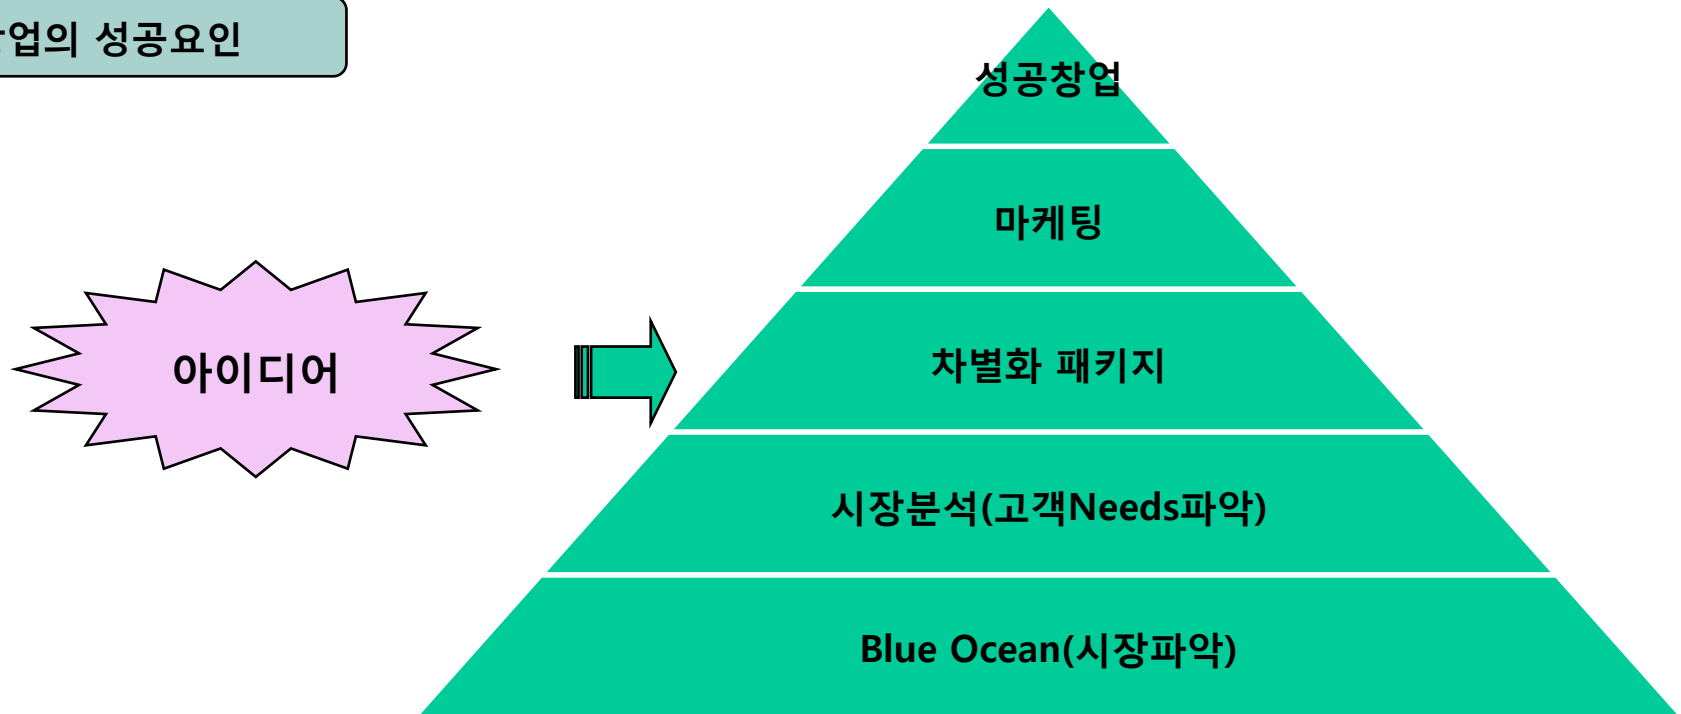 업의 성공요인
성공창업
마케팅
아이디어
차별화 패키지
시장분석(고객Needs파악)
Blue Ocean(시장파악)